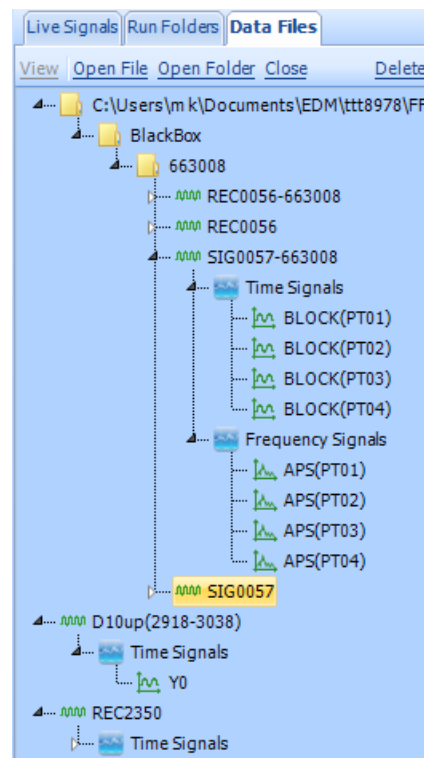 Live Signals Run Folders Data Files
View Open File Open Folder Close Delete
C:\Users\m k\Documents\EDM\ttt8978\FF
BlackBox
663008
REC0056-663008
REC0056
SIG0057-663008
Time Signals
BLOCK(PT01)
BLOCK(PT02)
BLOCK(PT03)
BLOCK(PT04)
Frequency Signals
APS(PT01)
APS(PT02)
APS(PT03)
APS(PT04)
SIG0057
D10up(2918-3038)
Time Signals
Y0
REC2350
Time Signals